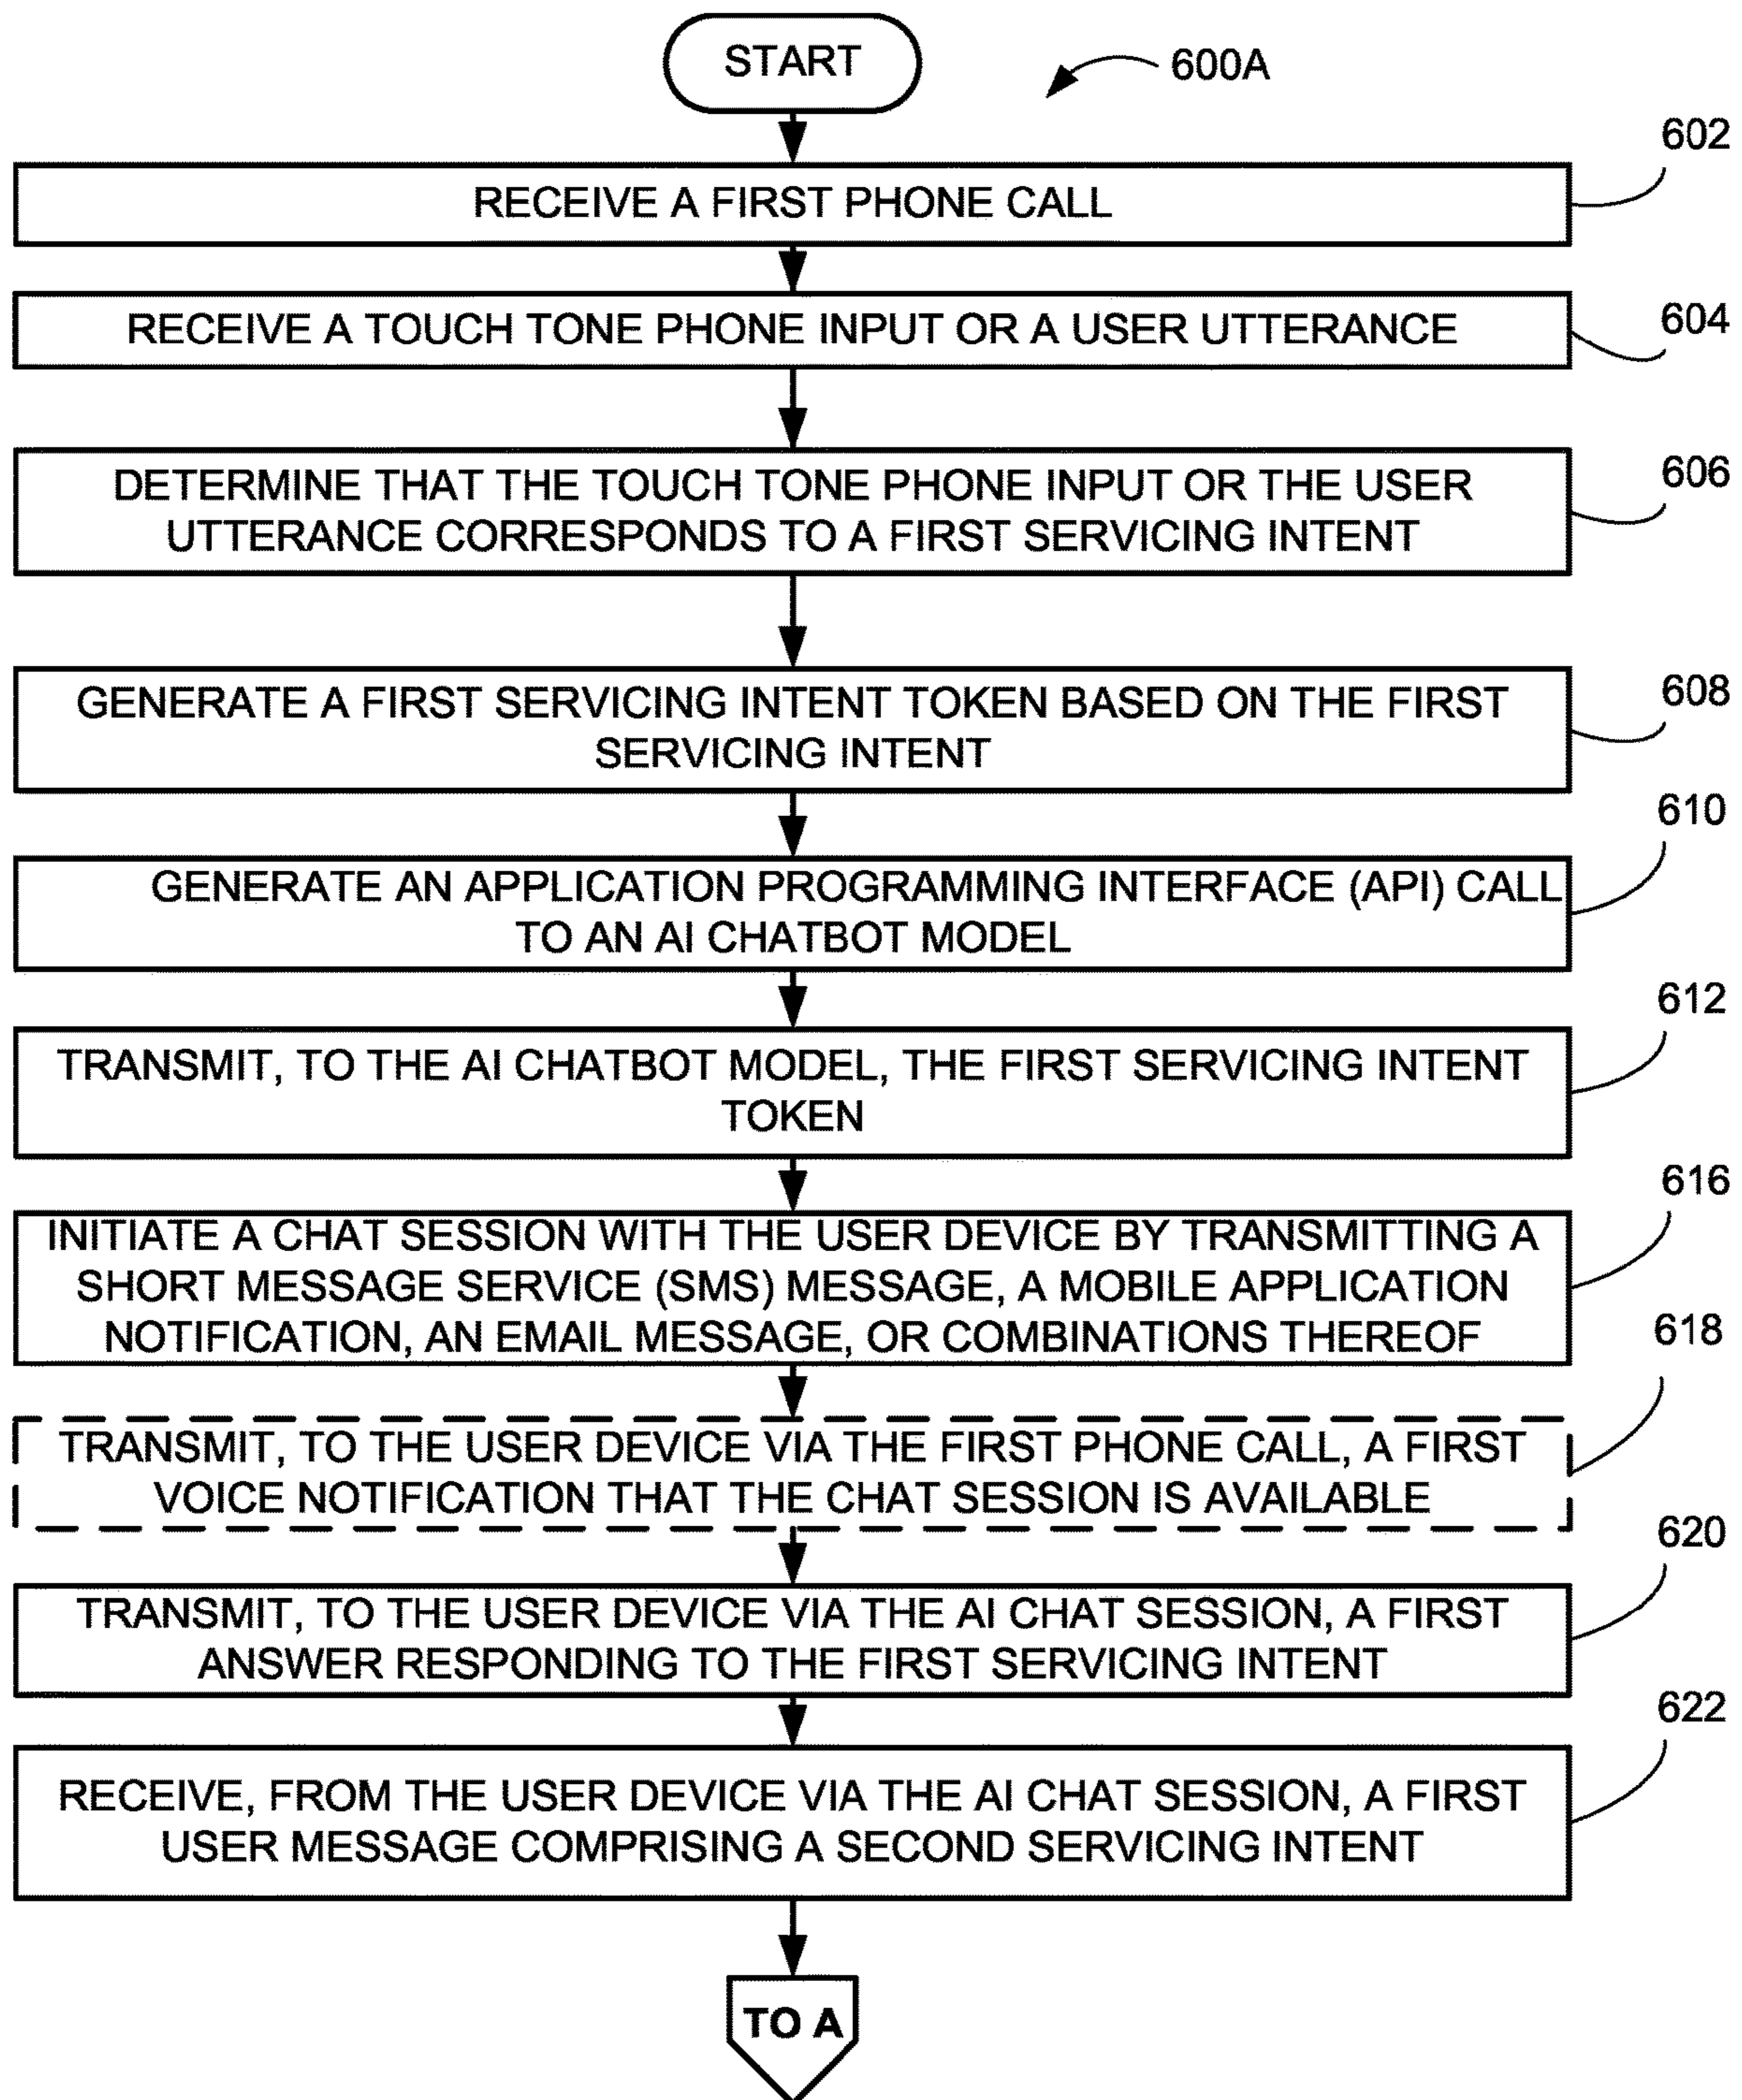 START
600A
602
RECEIVE A FIRST PHONE CALL
604
RECEIVE A TOUCH TONE PHONE INPUT OR A USER UTTERANCE
606
DETERMINE THAT THE TOUCH TONE PHONE INPUT OR THE USER
UTTERANCE CORRESPONDS TO A FIRST SERVICING INTENT
608
GENERATE A FIRST SERVICING INTENT TOKEN BASED ON THE FIRST
SERVICING INTENT
610
GENERATE AN APPLICATION PROGRAMMING INTERFACE (API) CALL
TO AN AI CHATBOT MODEL
612
TRANSMIT, TO THE AI CHATBOT MODEL, THE FIRST SERVICING INTENT
TOKEN
616
INITIATE A CHAT SESSION WITH THE USER DEVICE BY TRANSMITTING A
SHORT MESSAGE SERVICE (SMS) MESSAGE, A MOBILE APPLICATION
NOTIFICATION, AN EMAIL MESSAGE, OR COMBINATIONS THEREOF
618
TRANSMIT, TO THE USER DEVICE VIA THE FIRST PHONE CALL, A FIRST
VOICE NOTIFICATION THAT THE CHAT SESSION IS AVAILABLE
620
TRANSMIT, TO THE USER DEVICE VIA THE AI CHAT SESSION, A FIRST
ANSWER RESPONDING TO THE FIRST SERVICING INTENT
622
RECEIVE, FROM THE USER DEVICE VIA THE AI CHAT SESSION, A FIRST
USER MESSAGE COMPRISING A SECOND SERVICING INTENT
TO A